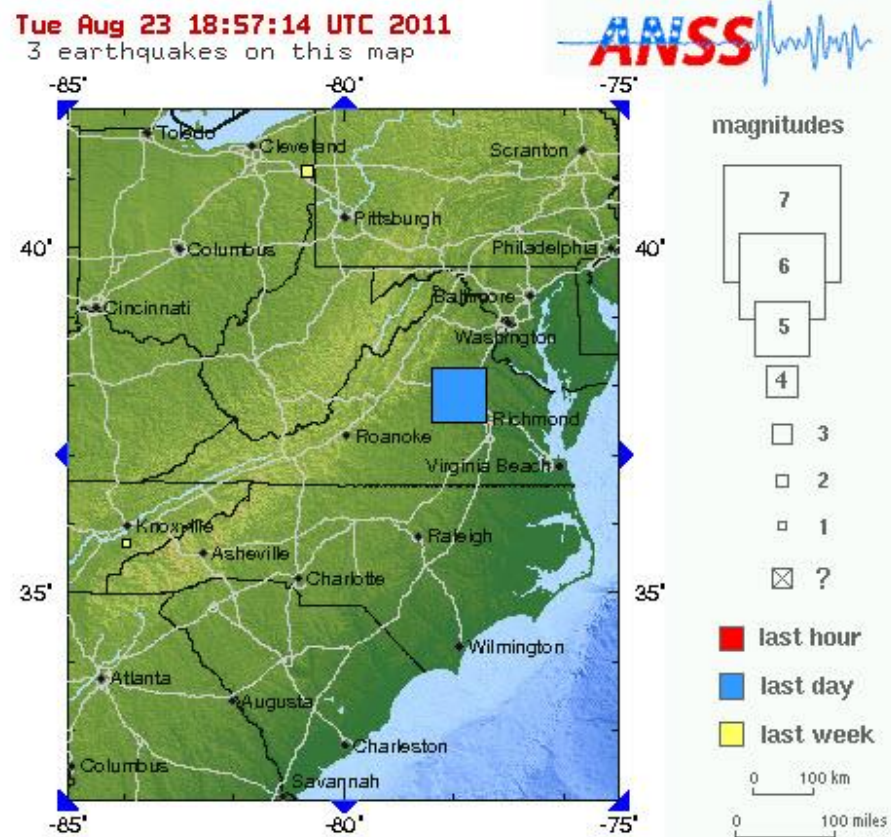 Tue Aug 23 18:57:14 UTC 2011
3 earthquakes on this map
ANSS
-85°
-80°
-75°
magnitudes
Toledo
Cleveland
Scranton
7
Pittsburgh
40°
Columbus
Philadelphia
40°
6
Cincinnati
Baltimore
5
Washington
4
Richmond
Roanoke
3
Virginia Beach
2
Knoxville
1
Raleigh
Asheville
Charlotte
?
35°
35°
last hour
Wilmington
Atlanta
last day
Augusta
last week
Charleston
Columbus
0 100 km
Savannah
0 100 miles
-85°
-80°
-75°